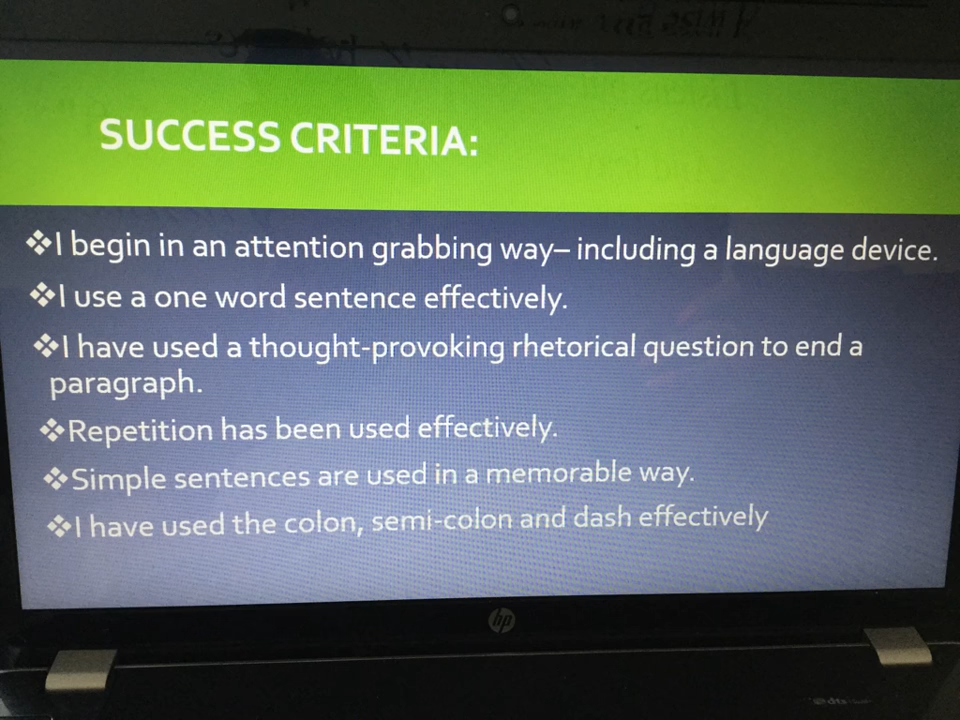 SUCCESS CRITERIA:
❖I begin in an attention grabbing way– including a language device.
❖I use a one word sentence effectively.
❖I have used a thought-provoking rhetorical question to end a
paragraph.
❖Repetition has been used effectively.
❖Simple sentences are used in a memorable way.
❖I have used the colon, semi-colon and dash effectively
hp